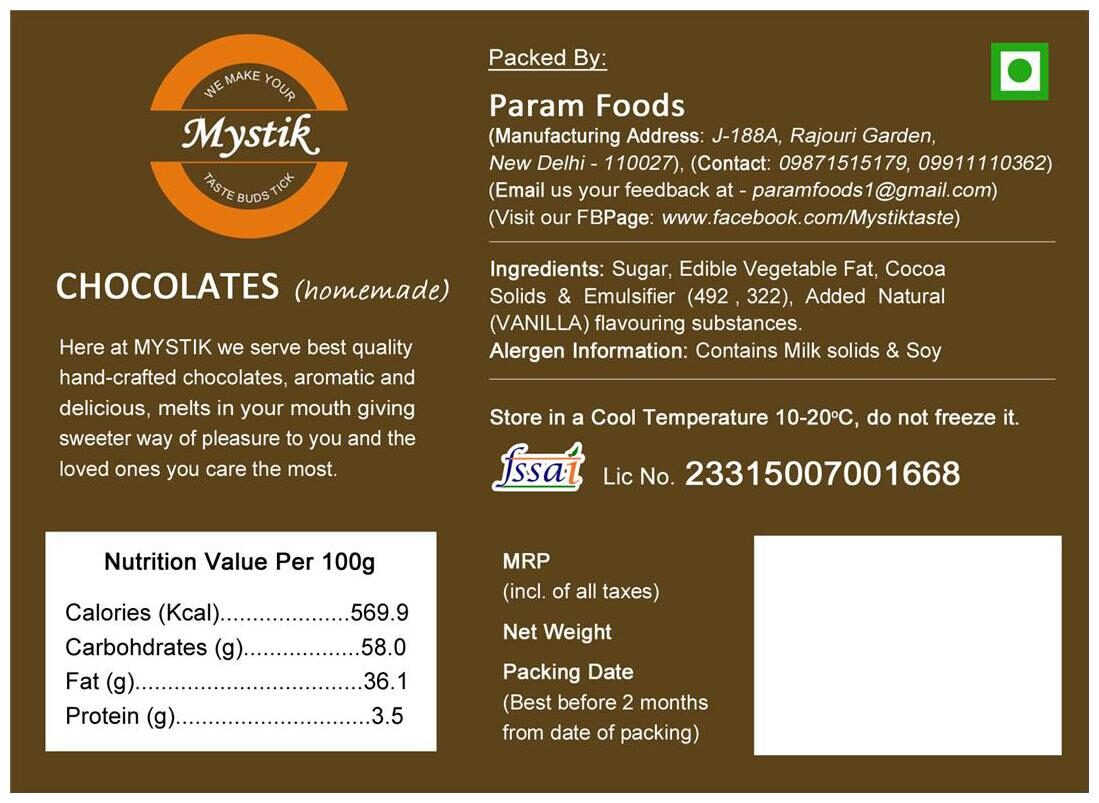 WE MAKE YOUR
Mystik
TASTE BUDS TICK
CHOCOLATES (homemade)
Here at MYSTIK we serve best quality
hand-crafted chocolates, aromatic and
delicious, melts in your mouth giving
sweeter way of pleasure to you and the
loved ones you care the most.
Nutrition Value Per 100g
Calories (Kcal)....................569.9
Carbohdrates (g)..................58.0
Fat (g)...................................36.1
Protein (g)..............................3.5
Packed By:
Param Foods
(Manufacturing Address: J-188A, Rajouri Garden,
New Delhi - 110027), (Contact: 09871515179, 09911110362)
(Email us your feedback at - paramfoods1@gmail.com)
(Visit our FBPage: www.facebook.com/Mystiktaste)
Ingredients: Sugar, Edible Vegetable Fat, Cocoa
Solids & Emulsifier (492 , 322), Added Natural
(VANILLA) flavouring substances.
Alergen Information: Contains Milk solids & Soy
Store in a Cool Temperature 10-20ºC, do not freeze it.
fssai Lic No. 23315007001668
MRP
(incl. of all taxes)
Net Weight
Packing Date
(Best before 2 months
from date of packing)